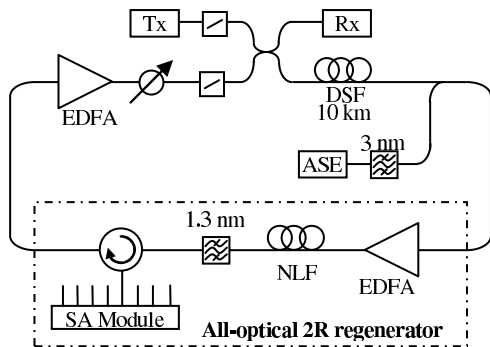 Tx
Rx
EDFA
DSF
10 km
3 nm
ASE
1.3 nm
NLF
EDFA
SA Module
All-optical 2R regenerator